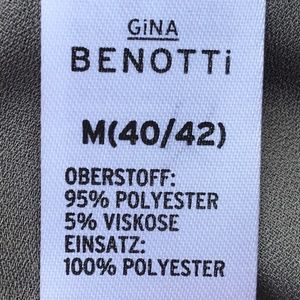 GiNA
BENOTTi
M(40/42)
OBERSTOFF:
95% POLYESTER
5% VISKOSE
EINSATZ:
100% POLYESTER